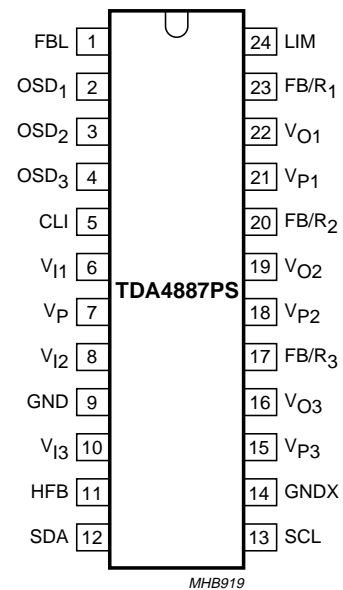 FBL 1 24 LIM
OSD1 2 23 FB/R1
OSD2 3 22 VO1
OSD3 4 21 VP1
CLI 5 20 FB/R2
VI1 6 19 VO2
TDA4887PS
VP 7 18 VP2
VI2 8 17 FB/R3
GND 9 16 VO3
VI3 10 15 VP3
HFB 11 14 GNDX
SDA 12 13 SCL
MHB919